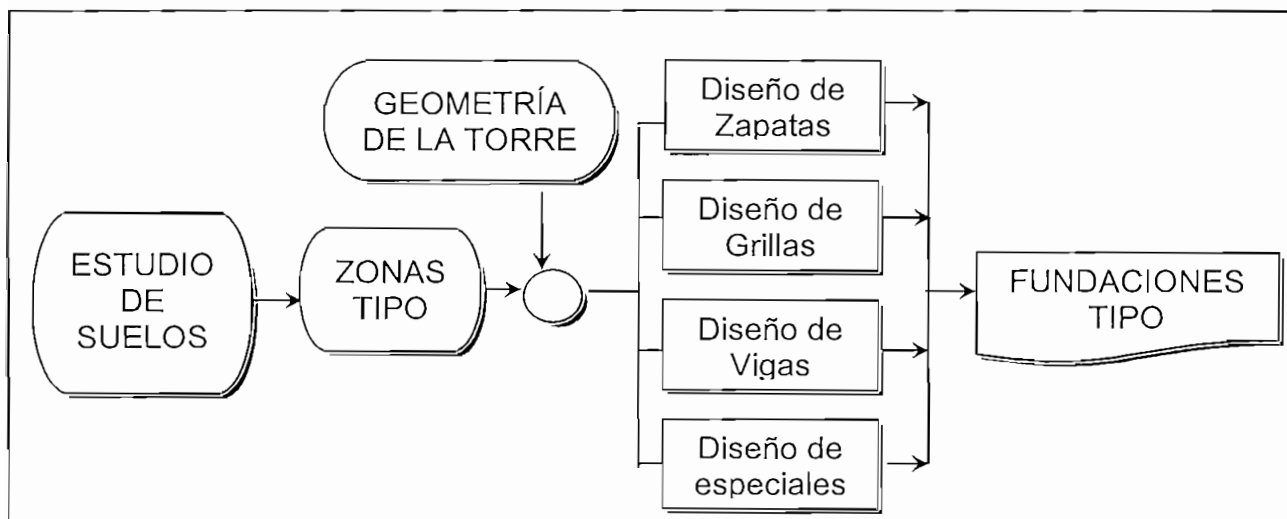 ESTUDIO
DE
SUELOS
ZONAS
TIPO
GEOMETRÍA
DE LA TORRE
Diseño de
Zapatas
Diseño de
Grillas
Diseño de
Vigas
Diseño de
especiales
FUNDACIONES
TIPO